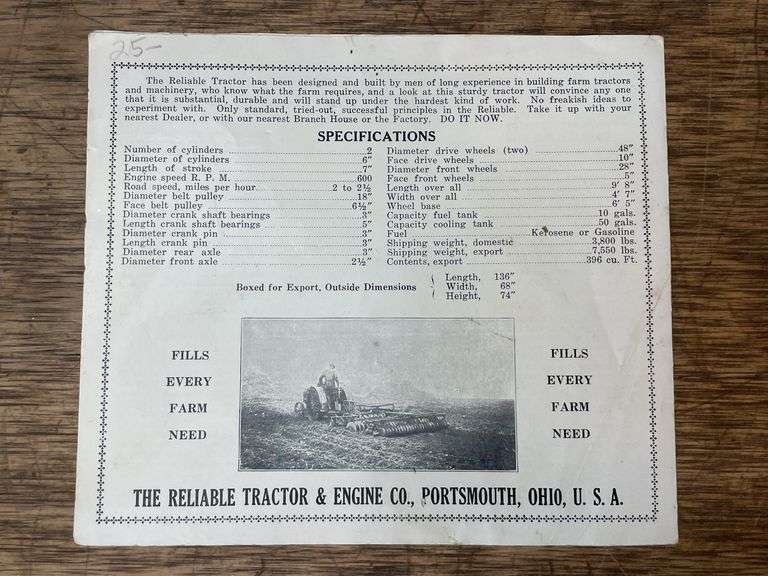 25-
The Reliable Tractor has been designed and built by men of long experience in building farm tractors
and machinery, who know what the farm requires, and a look at this sturdy tractor will convince any one
that it is substantial, durable and will stand up under the hardest kind of work. No freakish ideas to
experiment with. Only standard, tried-out, successful principles in the Reliable. Take it up with your
nearest Dealer, or with our nearest Branch House or the Factory. DO IT NOW.
SPECIFICATIONS
Number of cylinders 2
Diameter of cylinders 6"
Length of stroke 7"
Engine speed R. P. M. 600
Road speed, miles per hour 2 to 2½
Diameter belt pulley 18"
Face belt pulley 6½"
Diameter crank shaft bearings 3"
Length crank shaft bearings 5"
Diameter crank pin 3"
Length crank pin 3"
Diameter rear axle 3"
Diameter front axle 2½"
Diameter drive wheels (two) 48"
Face drive wheels 10"
Diameter front wheels 28"
Face front wheels 5"
Length over all 9' 8"
Width over all 4' 7"
Wheel base 6' 5"
Capacity fuel tank 10 gals.
Capacity cooling tank 50 gals.
Fuel Kerosene or Gasoline
Shipping weight, domestic 3,800 lbs.
Shipping weight, export 7,550 lbs.
Contents, export 396 cu. Ft.
Boxed for Export, Outside Dimensions
Length, 136"
Width, 68"
Height, 74"
FILLS
EVERY
FARM
NEED
FILLS
EVERY
FARM
NEED
THE RELIABLE TRACTOR & ENGINE CO., PORTSMOUTH, OHIO, U. S. A.